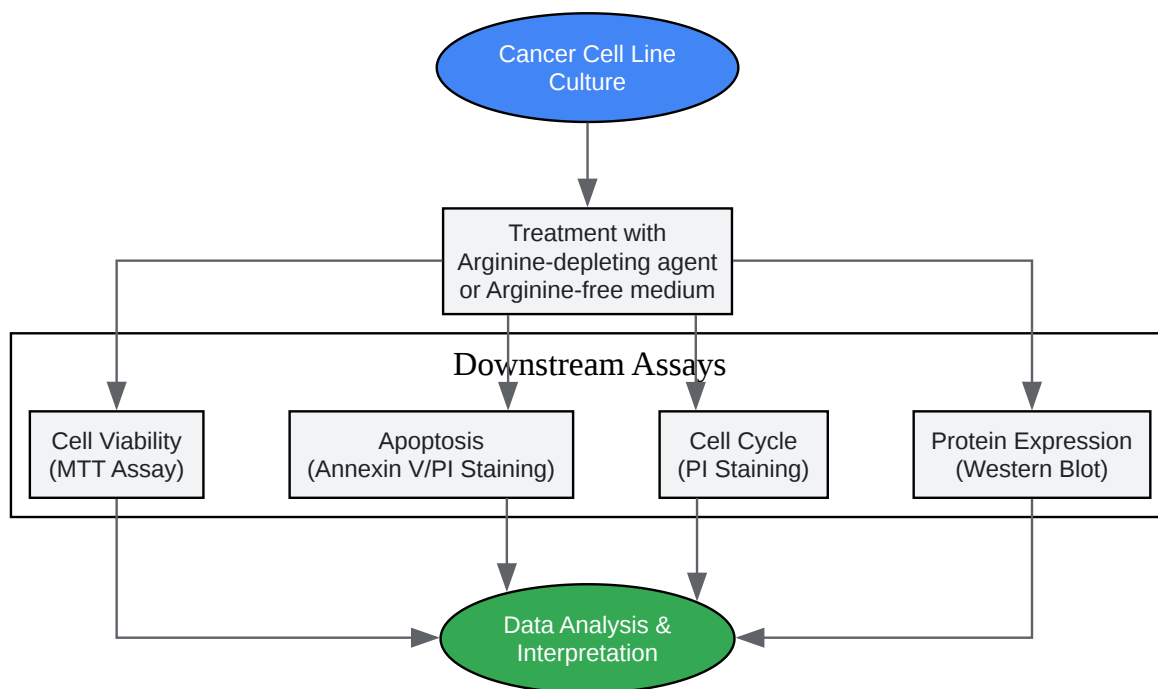 Cancer Cell Line
Culture
Treatment with
Arginine-depleting agent
or Arginine-free medium
Downstream Assays
Cell Viability
(MTT Assay)
Apoptosis
(Annexin V/PI Staining)
Cell Cycle
(PI Staining)
Protein Expression
(Western Blot)
Data Analysis &
Interpretation